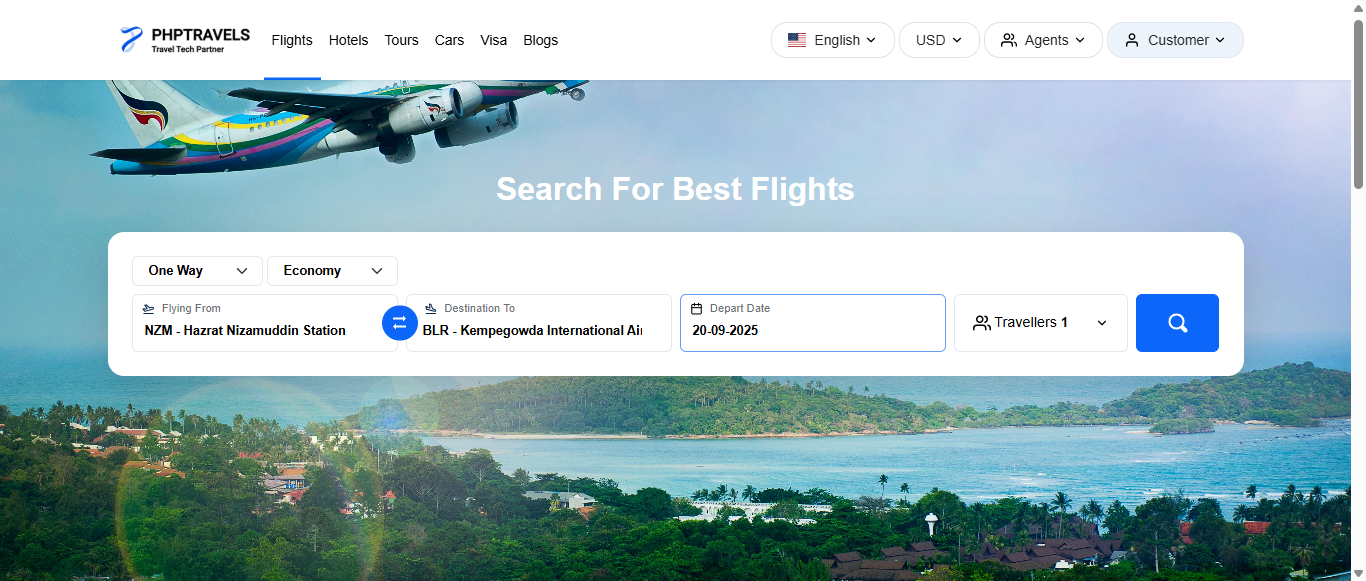 PHPTRAVELS
Travel Tech Partner
Flights Hotels Tours Cars Visa Blogs
English USD Agents Customer
Search For Best Flights
One Way Economy
Flying From Destination To Depart Date
NZM - Hazrat Nizamuddin Station BLR - Kempegowda International Air 20-09-2025 Travellers 1